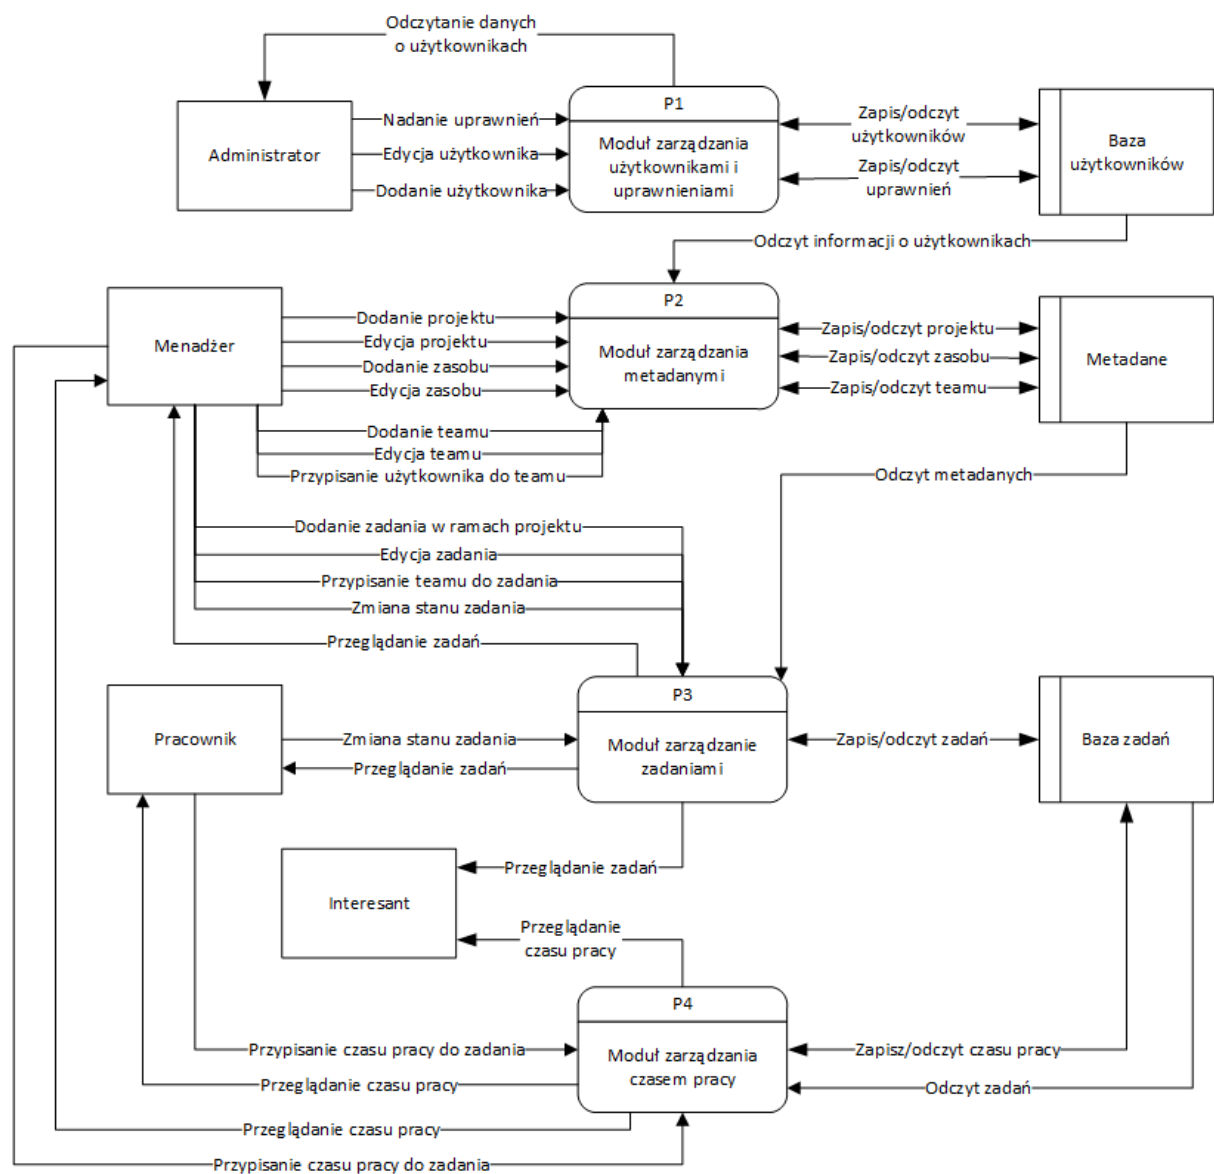 Odczytanie danych
o użytkownikach
P1
Administrator
Nadanie uprawnień
Edycja użytkownika
Dodanie użytkownika
Moduł zarządzania
użytkownikami i
uprawnieniami
Zapis/odczyt
użytkowników
Zapis/odczyt
uprawnień
Baza
użytkowników
Odczyt informacji o użytkownikach
P2
Menadżer
Dodanie projektu
Edycja projektu
Dodanie zasobu
Edycja zasobu
Moduł zarządzania
metadanymi
Zapis/odczyt projektu
Zapis/odczyt zasobu
Zapis/odczyt teamu
Metadane
Dodanie teamu
Edycja teamu
Przypisanie użytkownika do teamu
Odczyt metadanych
Dodanie zadania w ramach projektu
Edycja zadania
Przypisanie teamu do zadania
Zmiana stanu zadania
Przeglądanie zadań
P3
Pracownik
Zmiana stanu zadania
Przeglądanie zadań
Moduł zarządzanie
zadaniami
Zapis/odczyt zadań
Baza zadań
Przeglądanie zadań
Interesant
Przeglądanie
czasu pracy
P4
Przypisanie czasu pracy do zadania
Moduł zarządzania
czasem pracy
Zapisz/odczyt czasu pracy
Przeglądanie czasu pracy
Odczyt zadań
Przeglądanie czasu pracy
Przypisanie czasu pracy do zadania